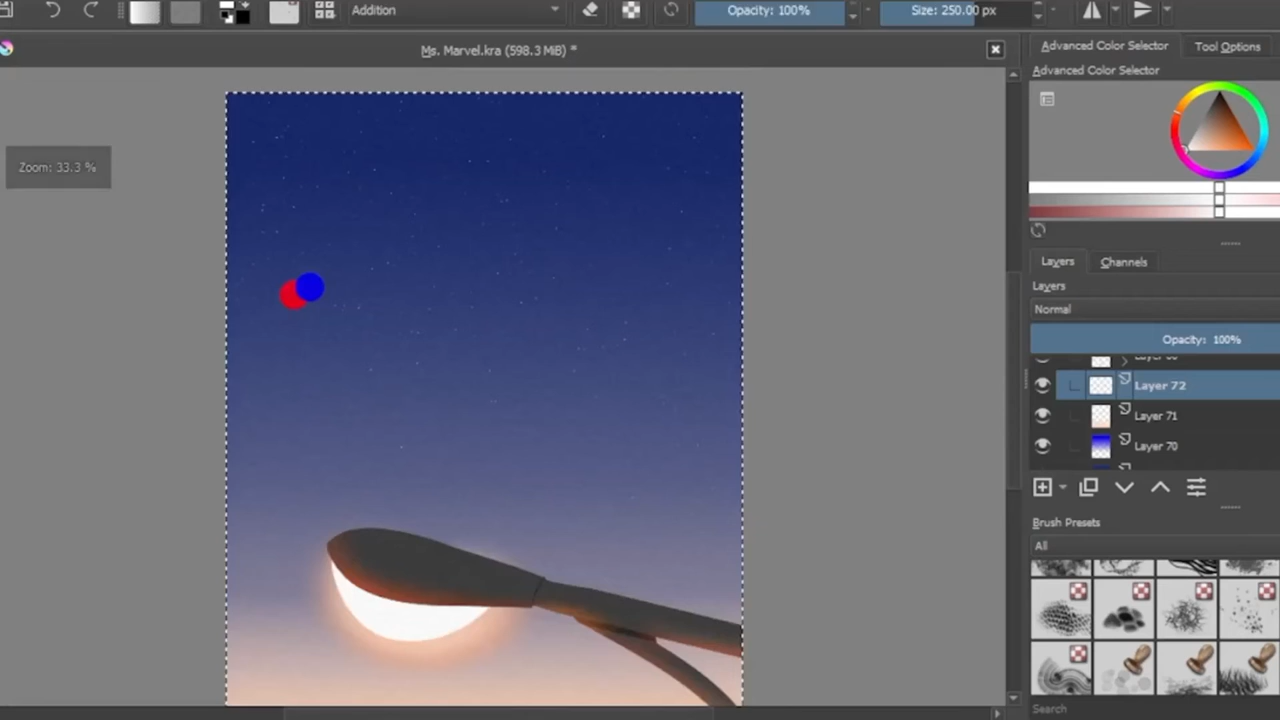 Addition
Opacity: 100%
Size: 250.00 px
Ms. Marvel.kra (598.3 MiB) *
Advanced Color Selector
Tool Options
Advanced Color Selector
Zoom: 33.3 %
Layers
Channels
Layers
Normal
Opacity: 100%
Layer 72
Layer 71
Layer 70
Brush Presets
All
Search